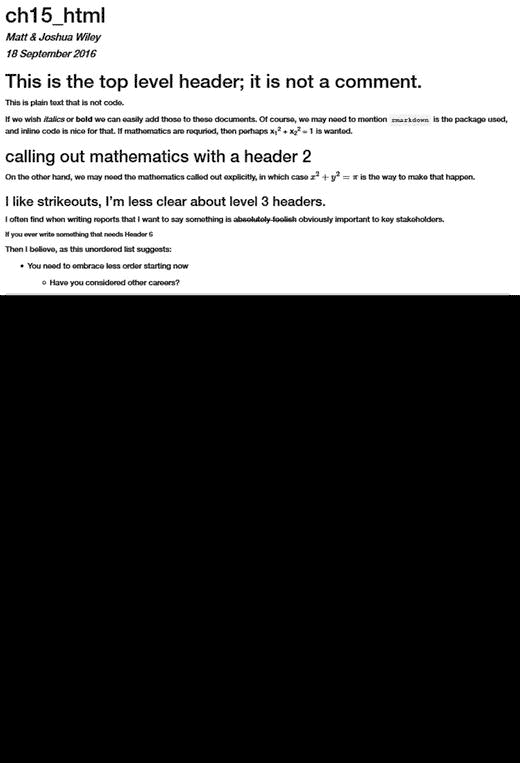 ch15_html
Matt & Joshua Wiley
18 September 2016
This is the top level header; it is not a comment.
This is plain text that is not code.
If we wish italics or bold we can easily add those to these documents. Of course, we may need to mention rmarkdown is the package used,
and inline code is nice for that. If mathematics are requried, then perhaps x₁² + x₂² = 1 is wanted.
calling out mathematics with a header 2
On the other hand, we may need the mathematics called out explicitly, in which case x² + y² = π is the way to make that happen.
I like strikeouts, I'm less clear about level 3 headers.
I often find when writing reports that I want to say something is absolutely foolish obviously important to key stakeholders.
If you ever write something that needs Header 6
Then I believe, as this unordered list suggests:
• You need to embrace less order starting now
○ Have you considered other careers?